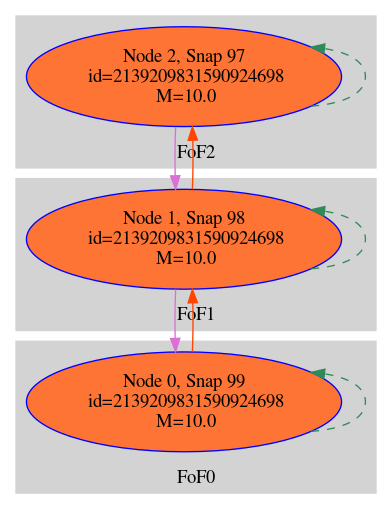 Node 2, Snap 97
id=2139209831590924698
M=10.0
FoF2
Node 1, Snap 98
id=2139209831590924698
M=10.0
FoF1
Node 0, Snap 99
id=2139209831590924698
M=10.0
FoF0